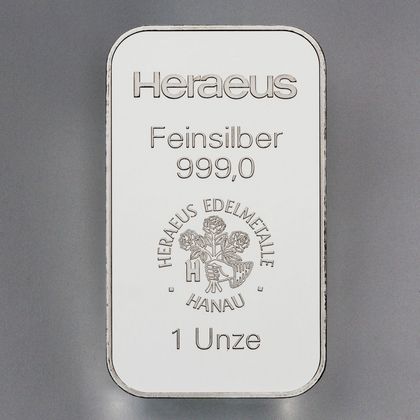 Heraeus
Feinsilber
999,0
HERAEUS EDELMETALLE
H
· HANAU ·
1 Unze